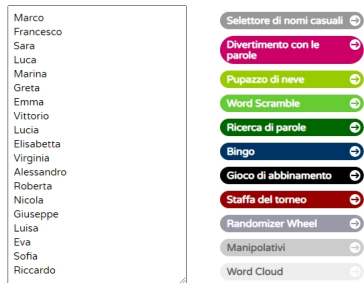 Marco
Francesco
Sara
Luca
Marina
Greta
Emma
Vittorio
Lucia
Elisabetta
Virginia
Alessandro
Roberta
Nicola
Giuseppe
Luisa
Eva
Sofia
Riccardo
Selettore di nomi casuali
Divertimento con le
parole
Pupazzo di neve
Word Scramble
Ricerca di parole
Bingo
Gioco di abbinamento
Staffa del torneo
Randomizer Wheel
Manipolativi
Word Cloud